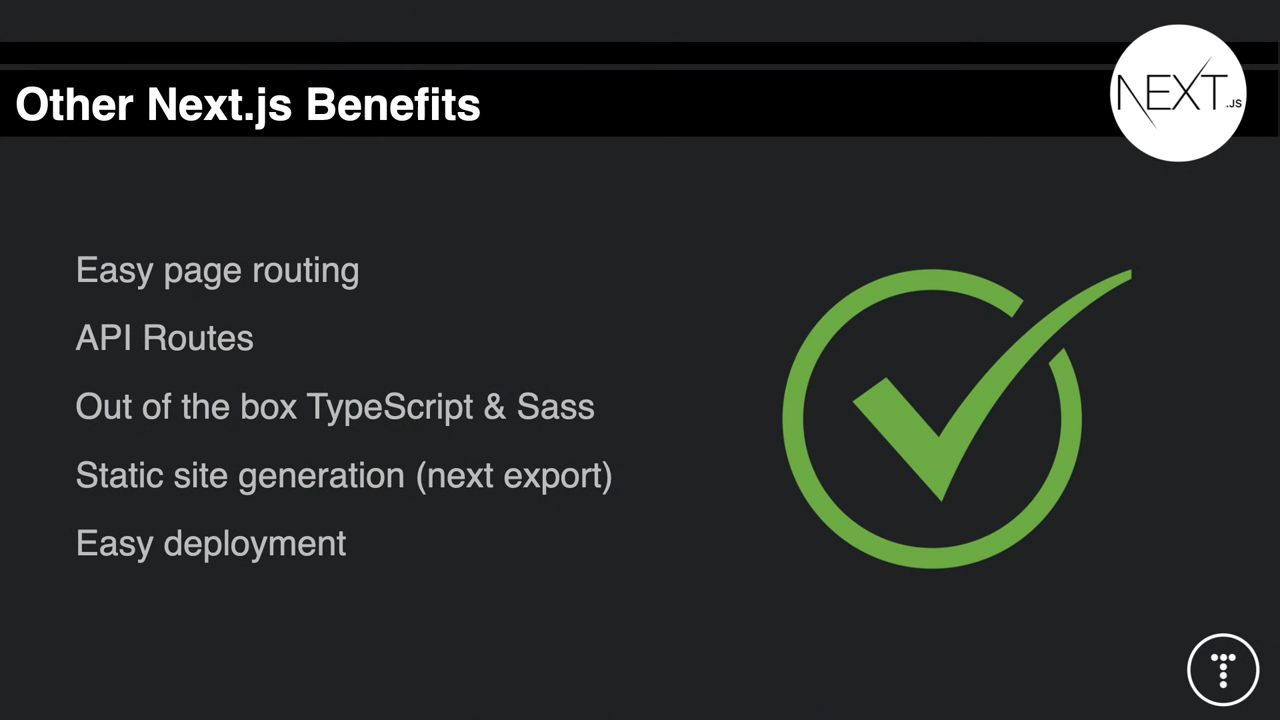 Other Next.js Benefits
NEXT.JS
Easy page routing
API Routes
Out of the box TypeScript & Sass
Static site generation (next export)
Easy deployment
T